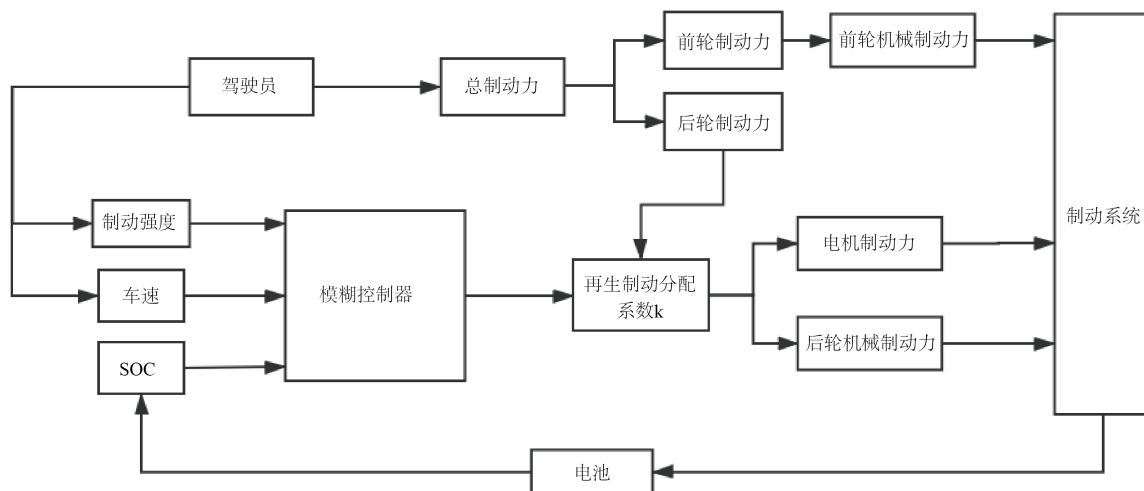 前轮制动力
前轮机械制动力
驾驶员
总制动力
后轮制动力
制动强度
制动系统
电机制动力
车速
模糊控制器
再生制动分配
系数k
后轮机械制动力
SOC
电池